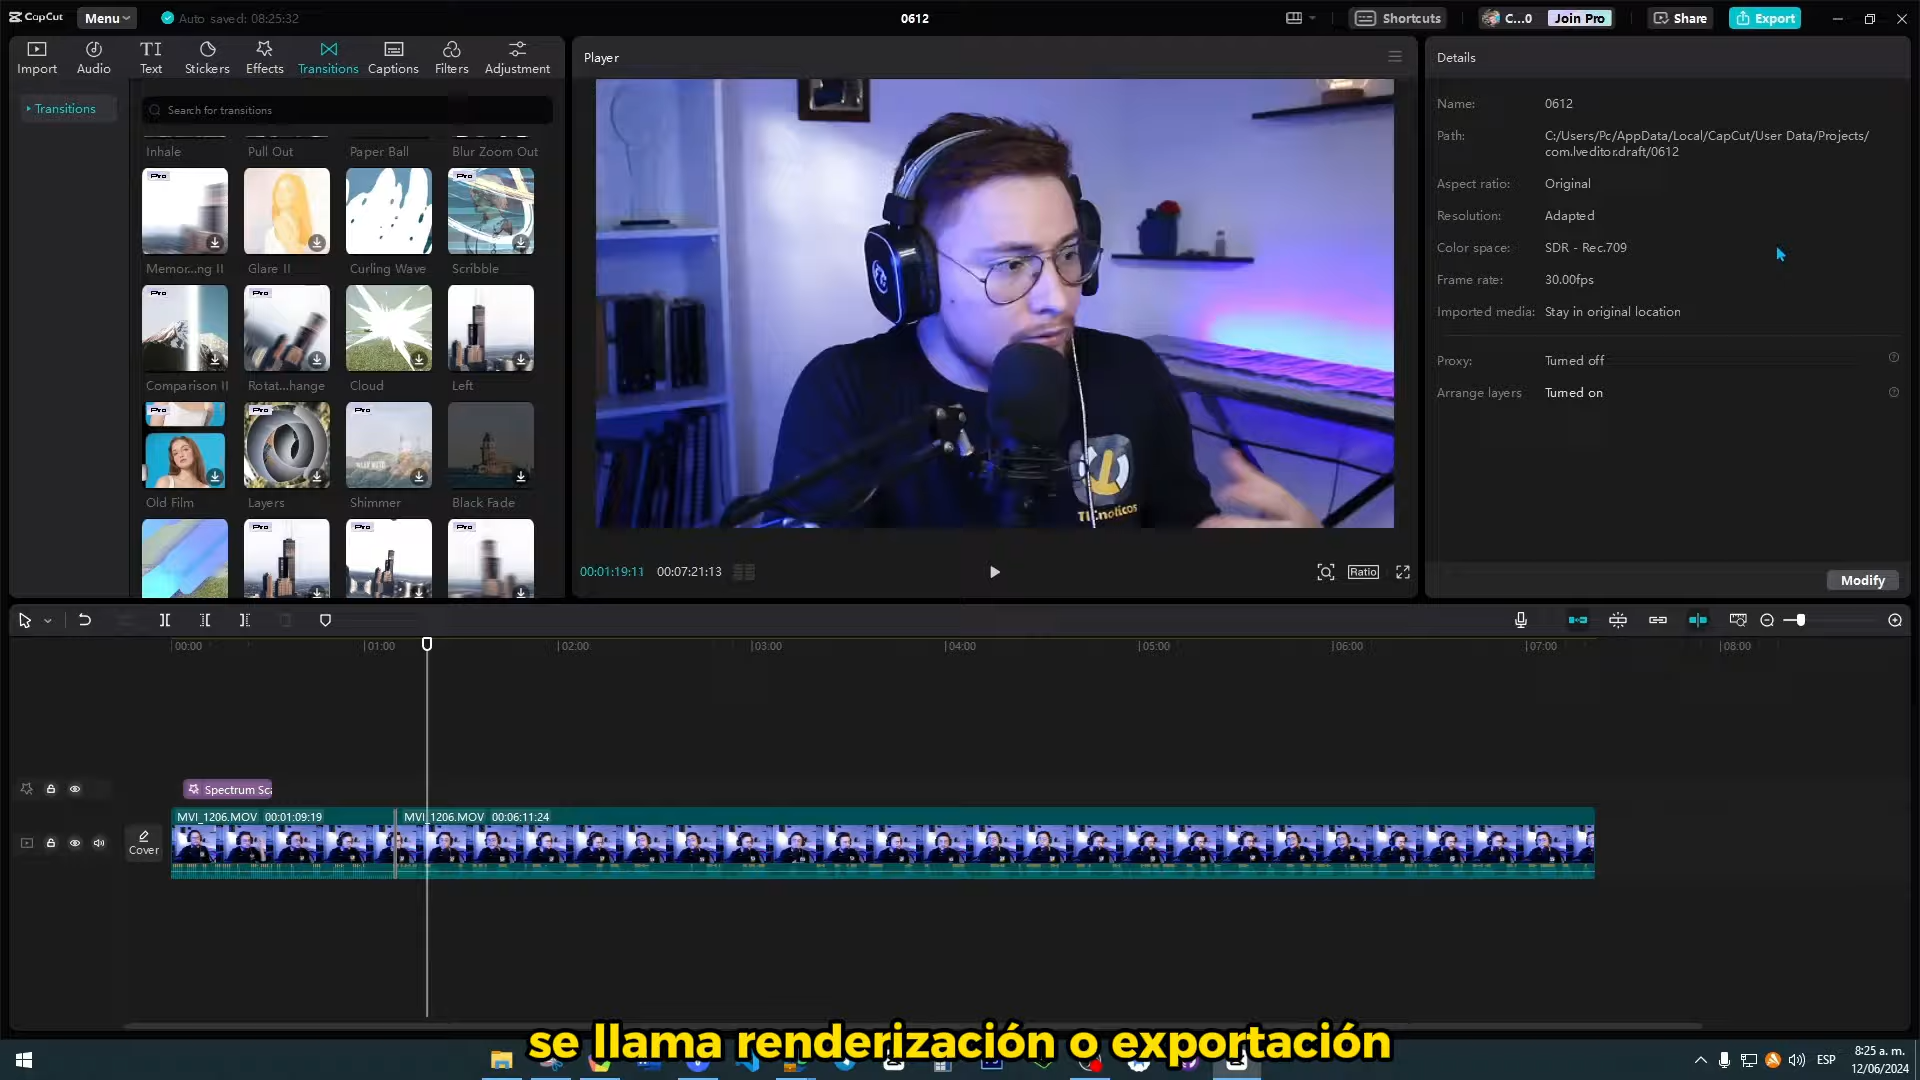 CapCut
Menu
Auto saved: 08:25:32
0612
Shortcuts
C...0
Join Pro
Share
Export
Import
Audio
TI
Text
Stickers
Effects
Transitions
Captions
Filters
Adjustment
Transitions
Search for transitions
Inhale
Pull Out
Paper Ball
Blur Zoom Out
Pro
Pro
Memor...ng II
Glare II
Curling Wave
Scribble
Pro
Pro
Comparison II
Rotat...hange
Cloud
Left
Pro
Pro
Pro
Old Film
Layers
Shimmer
Black Fade
Pro
Pro
Pro
Player
TECnoticos
00:01:19:11
00:07:21:13
Ratio
Details
Name: 0612
Path: C:/Users/Pc/AppData/Local/CapCut/User Data/Projects/
com.lveditor.draft/0612
Aspect ratio: Original
Resolution: Adapted
Color space: SDR - Rec.709
Frame rate: 30.00fps
Imported media: Stay in original location
Proxy: Turned off
Arrange layers Turned on
Modify
00:00
01:00
02:00
03:00
04:00
05:00
06:00
07:00
08:00
Spectrum Sca
MVI_1206.MOV 00:01:09:19
MVI_1206.MOV 00:06:11:24
Cover
se llama renderización o exportación
ESP
8:25 a. m.
12/06/2024